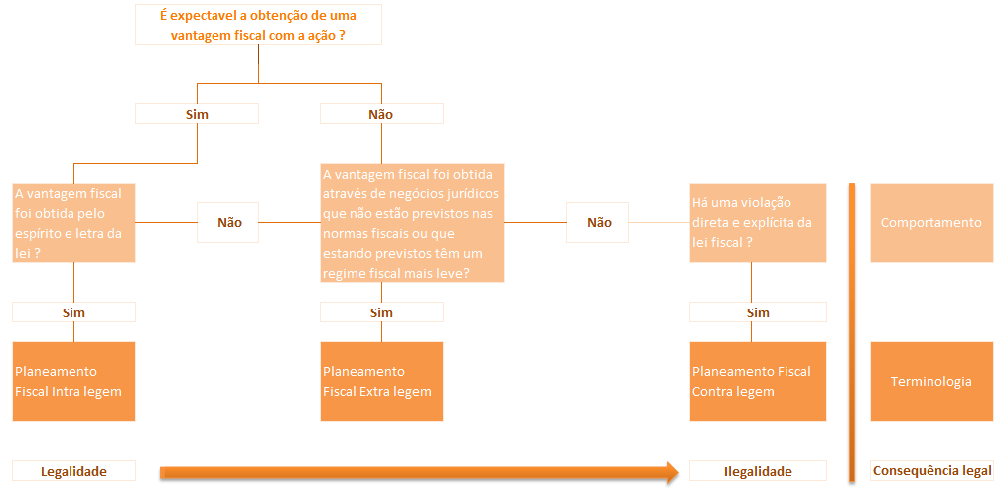 É expectavel a obtenção de uma
vantagem fiscal com a ação ?
Sim
Não
A vantagem fiscal
foi obtida pelo
espírito e letra da
lei ?
Não
A vantagem fiscal foi obtida
através de negócios jurídicos
que não estão previstos nas
normas fiscais ou que
estando previstos têm um
regime fiscal mais leve?
Não
Há uma violação
direta e explícita da
lei fiscal ?
Comportamento
Sim
Sim
Sim
Planeamento
Fiscal Intra legem
Planeamento
Fiscal Extra legem
Planeamento Fiscal
Contra legem
Terminologia
Legalidade
Ilegalidade
Consequência legal